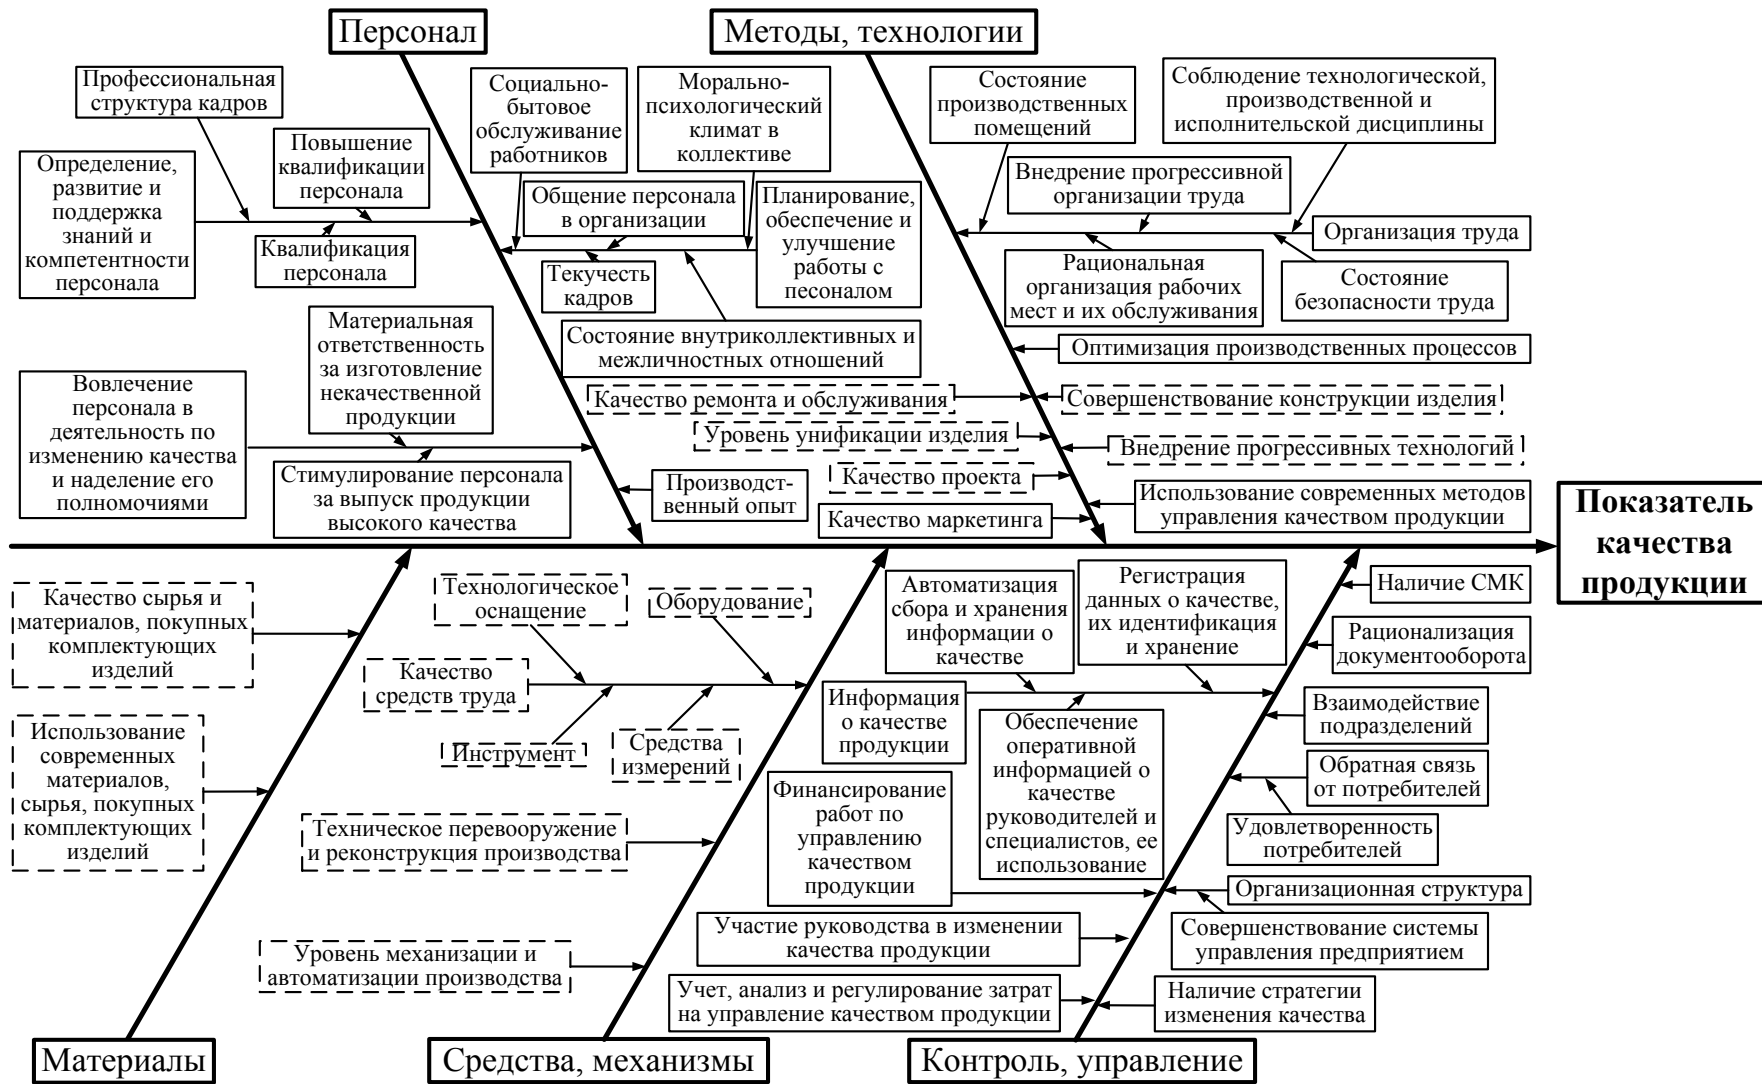 Персонал
Методы, технологии
Профессиональная
структура кадров
Социально-
бытовое
обслуживание
работников
Морально-
психологический
климат в
коллективе
Состояние
производственных
помещений
Соблюдение технологической,
производственной и
исполнительской дисциплины
Повышение
квалификации
персонала
Определение,
развитие и
поддержка
знаний и
компетентности
персонала
Квалификация
персонала
Общение персонала
в организации
Текучесть
кадров
Планирование,
обеспечение и
улучшение
работы с
песоналом
Внедрение прогрессивной
организации труда
Организация труда
Рациональная
организация рабочих
мест и их обслуживания
Состояние
безопасности труда
Материальная
ответственность
за изготовление
некачественной
продукции
Состояние внутриколлективных и
межличностных отношений
Оптимизация производственных процессов
Вовлечение
персонала в
деятельность по
изменению качества
и наделение его
полномочиями
Качество ремонта и обслуживания
Совершенствование конструкции изделия
Уровень унификации изделия
Внедрение прогрессивных технологий
Стимулирование персонала
за выпуск продукции
высокого качества
Производст-
венный опыт
Качество проекта
Качество маркетинга
Использование современных методов
управления качеством продукции
Показатель
качества
продукции
Качество сырья и
материалов, покупных
комплектующих
изделий
Технологическое
оснащение
Оборудование
Автоматизация
сбора и хранения
информации о
качестве
Регистрация
данных о качестве,
их идентификация
и хранение
Наличие СМК
Рационализация
документооборота
Качество
средств труда
Информация
о качестве
продукции
Взаимодействие
подразделений
Использование
современных
материалов,
сырья, покупных
комплектующих
изделий
Инструмент
Средства
измерений
Обеспечение
оперативной
информацией о
качестве
руководителей и
специалистов, ее
использование
Обратная связь
от потребителей
Финансирование
работ по
управлению
качеством
продукции
Удовлетворенность
потребителей
Техническое перевооружение
и реконструкция производства
Организационная структура
Участие руководства в изменении
качества продукции
Совершенствование системы
управления предприятием
Уровень механизации и
автоматизации производства
Учет, анализ и регулирование затрат
на управление качеством продукции
Наличие стратегии
изменения качества
Материалы
Средства, механизмы
Контроль, управление